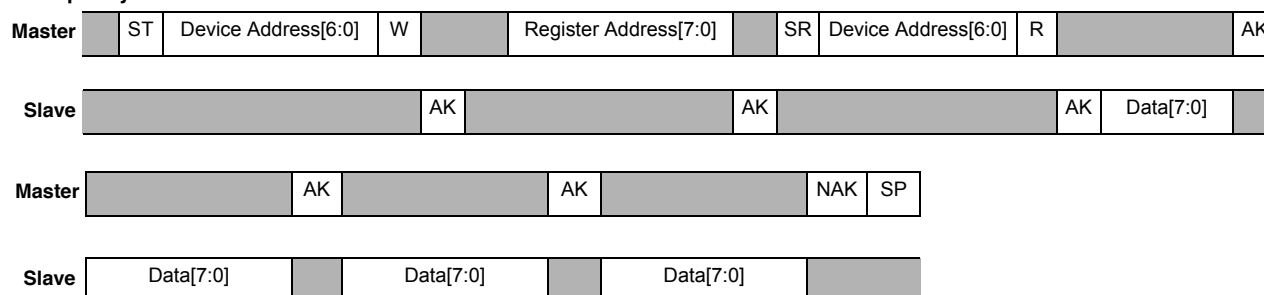 Master ST Device Address[6:0] W Register Address[7:0] SR Device Address[6:0] R AK
Slave AK AK AK Data[7:0]
Master AK AK NAK SP
Slave Data[7:0] Data[7:0] Data[7:0]